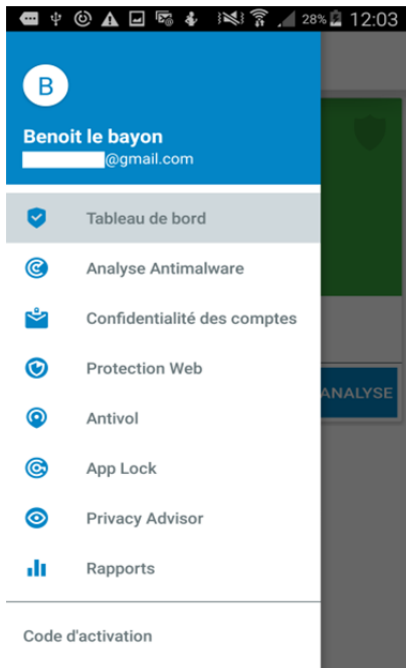 28% 12:03
B
Benoit le bayon
@gmail.com
Tableau de bord
Analyse Antimalware
Confidentialité des comptes
Protection Web
ANALYSE
Antivol
App Lock
Privacy Advisor
Rapports
Code d'activation